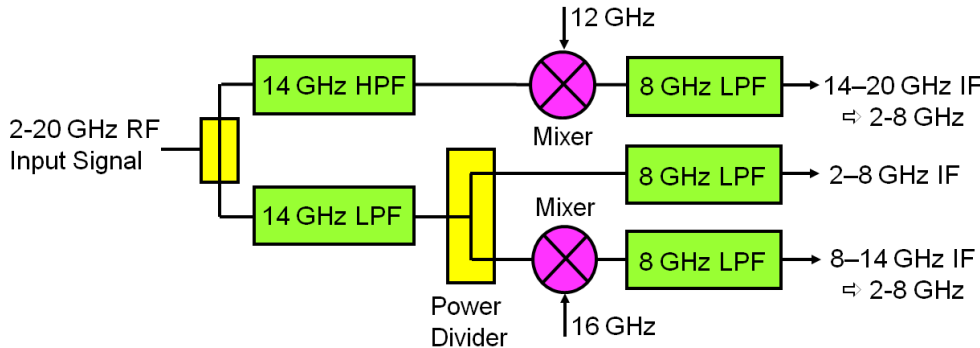 12 GHz
14 GHz HPF
8 GHz LPF
14–20 GHz IF
⇨ 2-8 GHz
Mixer
2-20 GHz RF
Input Signal
8 GHz LPF
2–8 GHz IF
14 GHz LPF
Mixer
8 GHz LPF
8–14 GHz IF
⇨ 2-8 GHz
Power
Divider
16 GHz